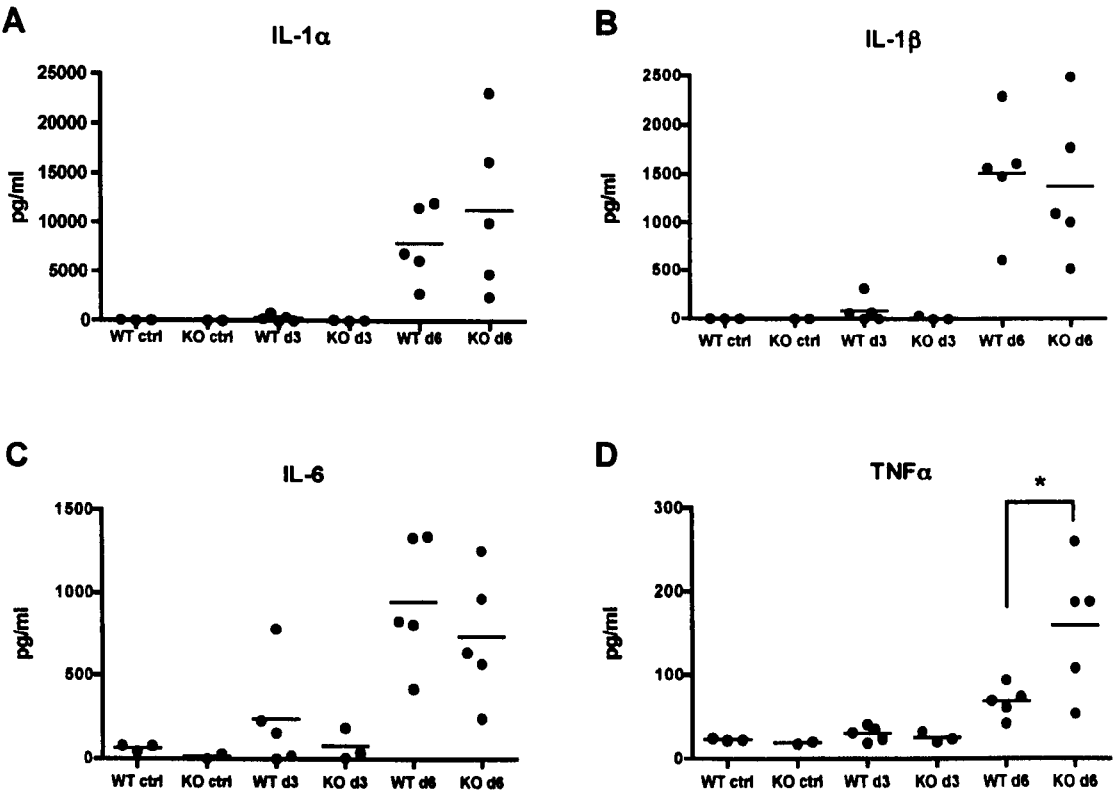 A
IL-1α
pg/ml
25000
20000
15000
10000
5000
0
WT ctrl KO ctrl WT d3 KO d3 WT d6 KO d6
B
IL-1β
pg/ml
2500
2000
1500
1000
500
0
WT ctrl KO ctrl WT d3 KO d3 WT d6 KO d6
C
IL-6
pg/ml
1500
1000
500
0
WT ctrl KO ctrl WT d3 KO d3 WT d6 KO d6
D
TNFα
*
pg/ml
300
200
100
0
WT ctrl KO ctrl WT d3 KO d3 WT d6 KO d6